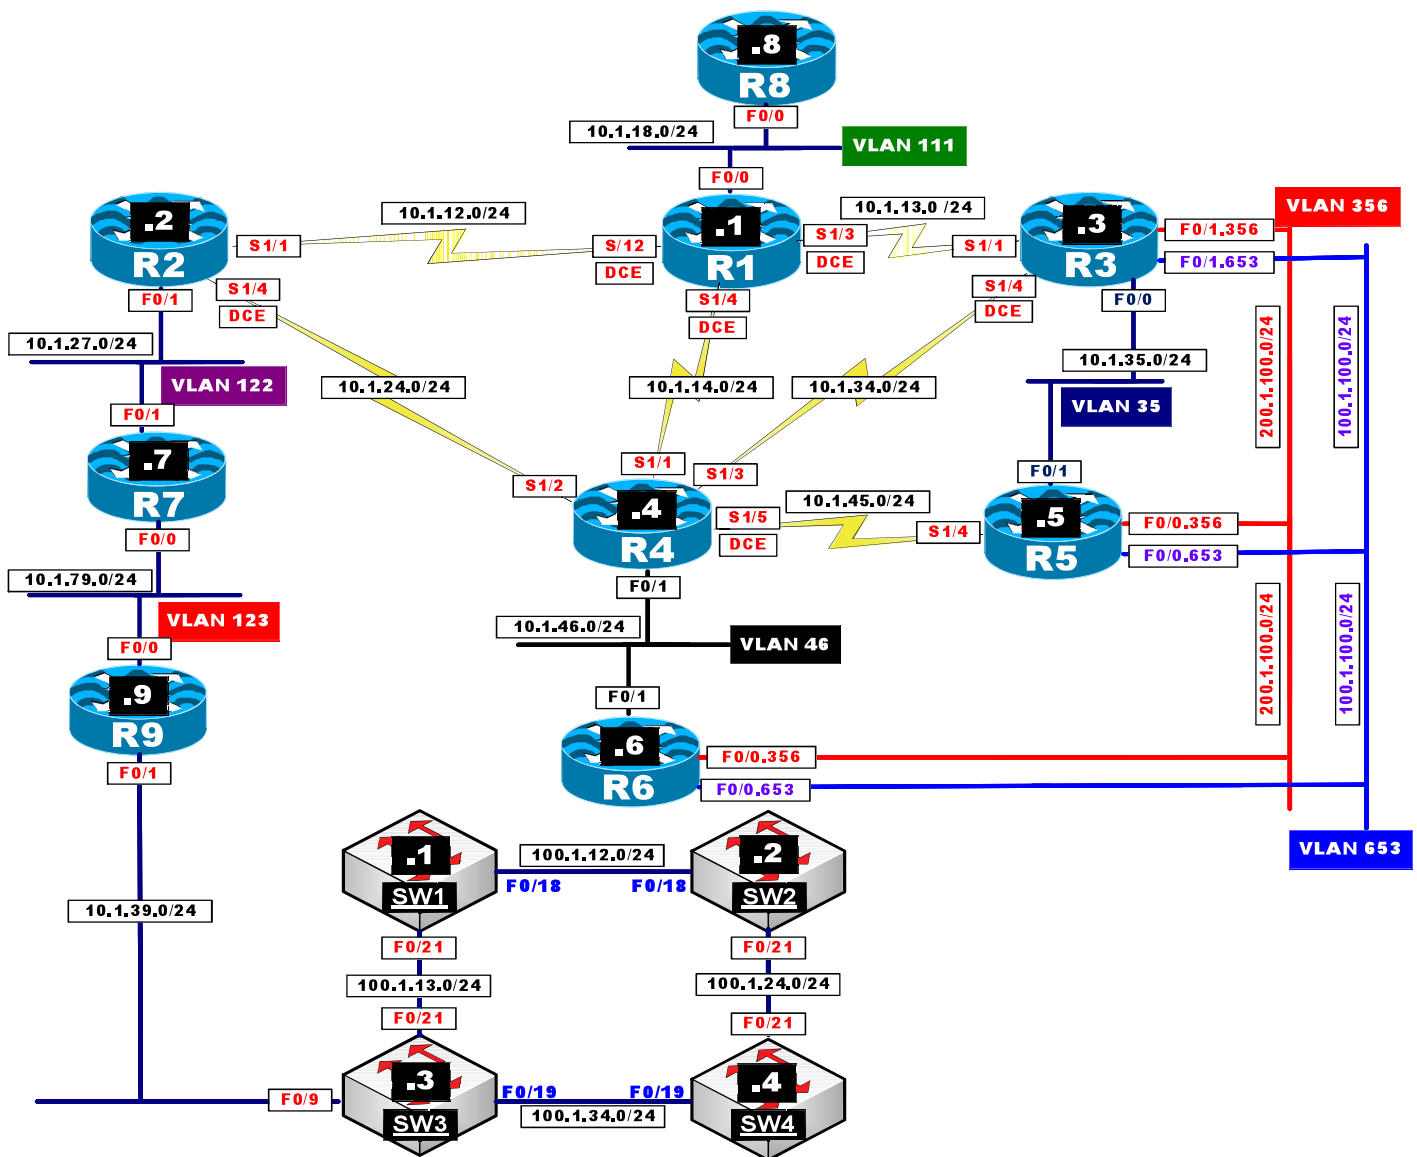 .8
R8
F0/0
10.1.18.0/24
VLAN 111
F0/0
.2
R2
10.1.12.0/24
S1/1
S/12
DCE
.1
R1
10.1.13.0 /24
S1/3
DCE
S1/1
.3
R3
VLAN 356
F0/1.356
F0/1.653
S1/4
DCE
F0/1
S1/4
DCE
S1/4
DCE
F0/0
10.1.27.0/24
VLAN 122
10.1.24.0/24
10.1.14.0/24
10.1.34.0/24
10.1.35.0/24
VLAN 35
200.1.100.0/24
100.1.100.0/24
F0/1
.7
R7
F0/0
S1/2
S1/1
S1/3
.4
R4
10.1.45.0/24
S1/5
DCE
S1/4
F0/1
.5
R5
F0/0.356
F0/0.653
10.1.79.0/24
VLAN 123
F0/1
10.1.46.0/24
VLAN 46
200.1.100.0/24
100.1.100.0/24
F0/0
.9
R9
F0/1
F0/1
.6
R6
F0/0.356
F0/0.653
VLAN 653
10.1.39.0/24
.1
SW1
100.1.12.0/24
F0/18
F0/18
.2
SW2
F0/21
100.1.13.0/24
F0/21
F0/21
100.1.24.0/24
F0/21
F0/9
.3
SW3
F0/19
F0/19
100.1.34.0/24
.4
SW4